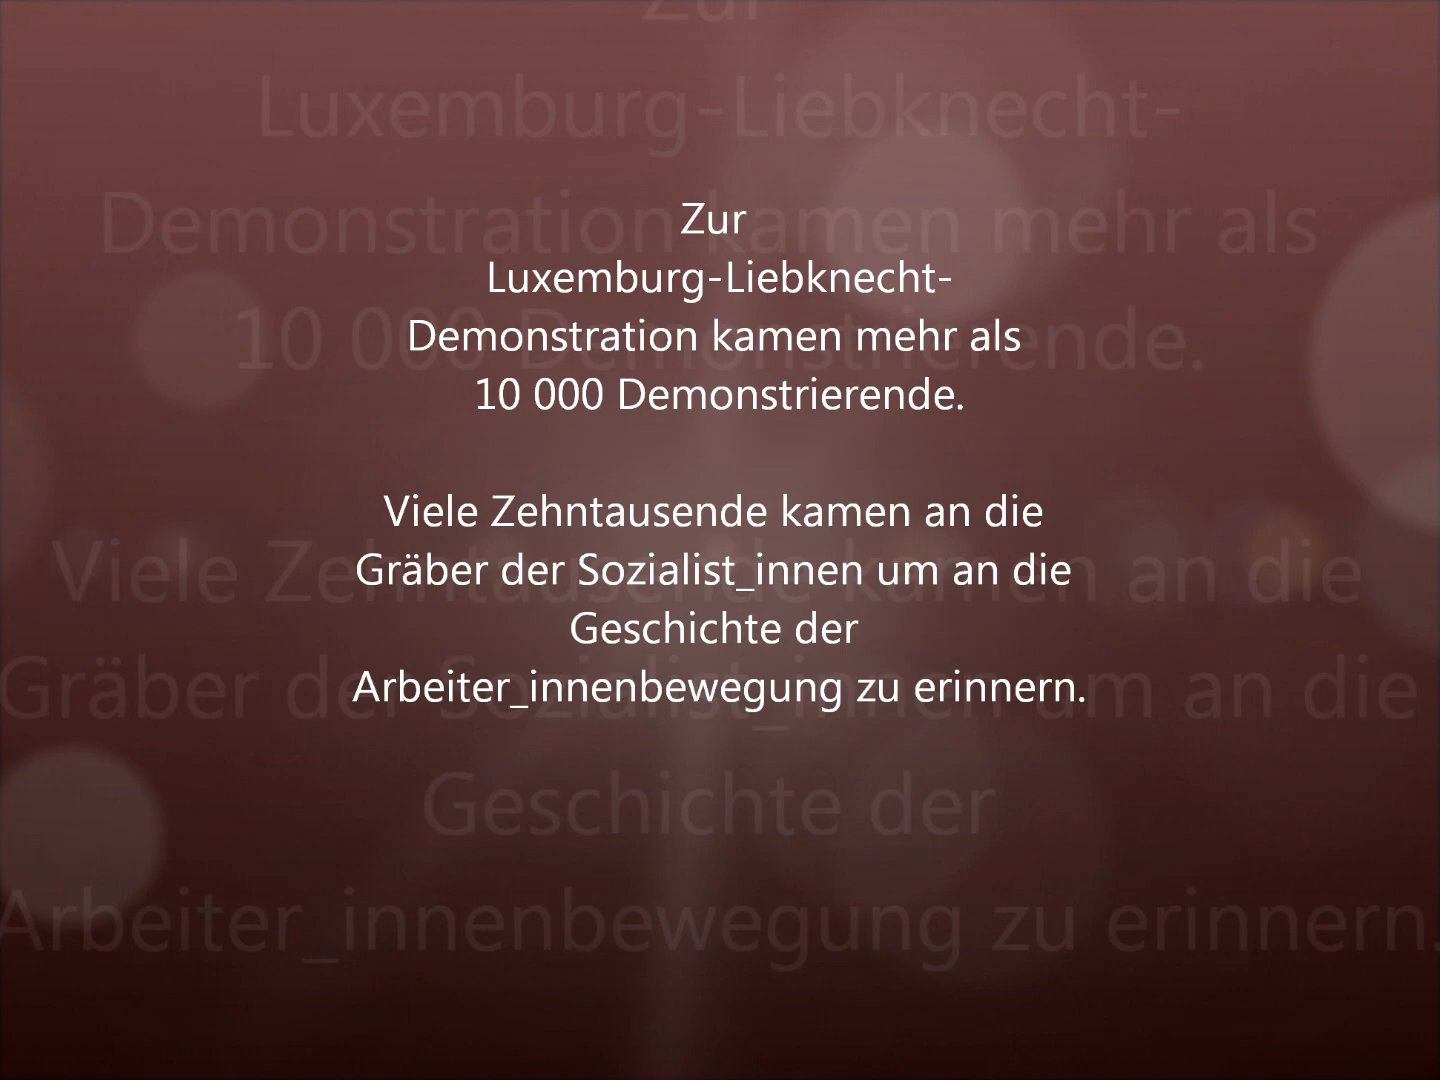 Zur
Luxemburg-Liebknecht-
Demonstration kamen mehr als
10 000 Demonstrierende.
Viele Zehntausende kamen an die
Gräber der Sozialist_innen um an die
Geschichte der
Arbeiter_innenbewegung zu erinnern.